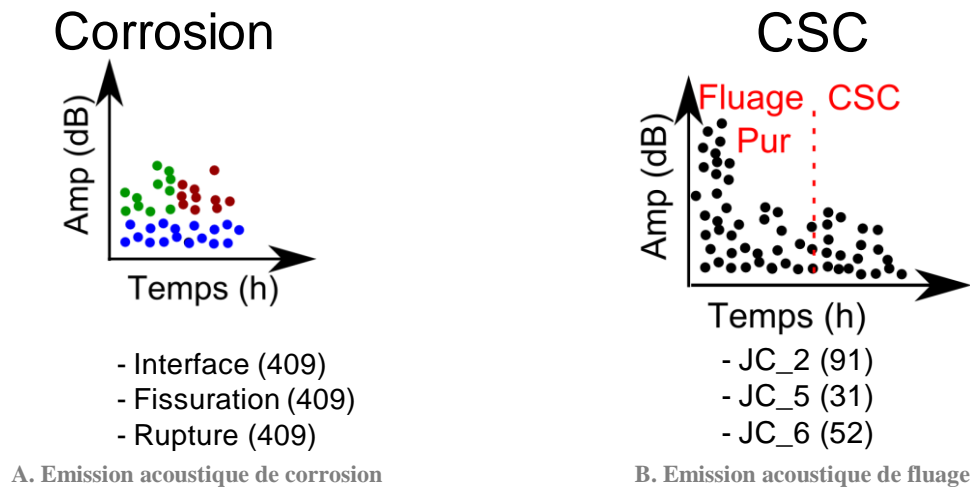 Corrosion
Amp (dB)
Temps (h)
- Interface (409)
- Fissuration (409)
- Rupture (409)
A. Emission acoustique de corrosion
CSC
Fluage
Pur
CSC
Amp (dB)
Temps (h)
- JC_2 (91)
- JC_5 (31)
- JC_6 (52)
B. Emission acoustique de fluage